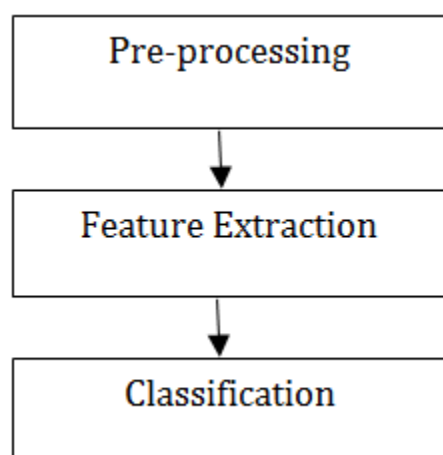 Pre-processing
Feature Extraction
Classification